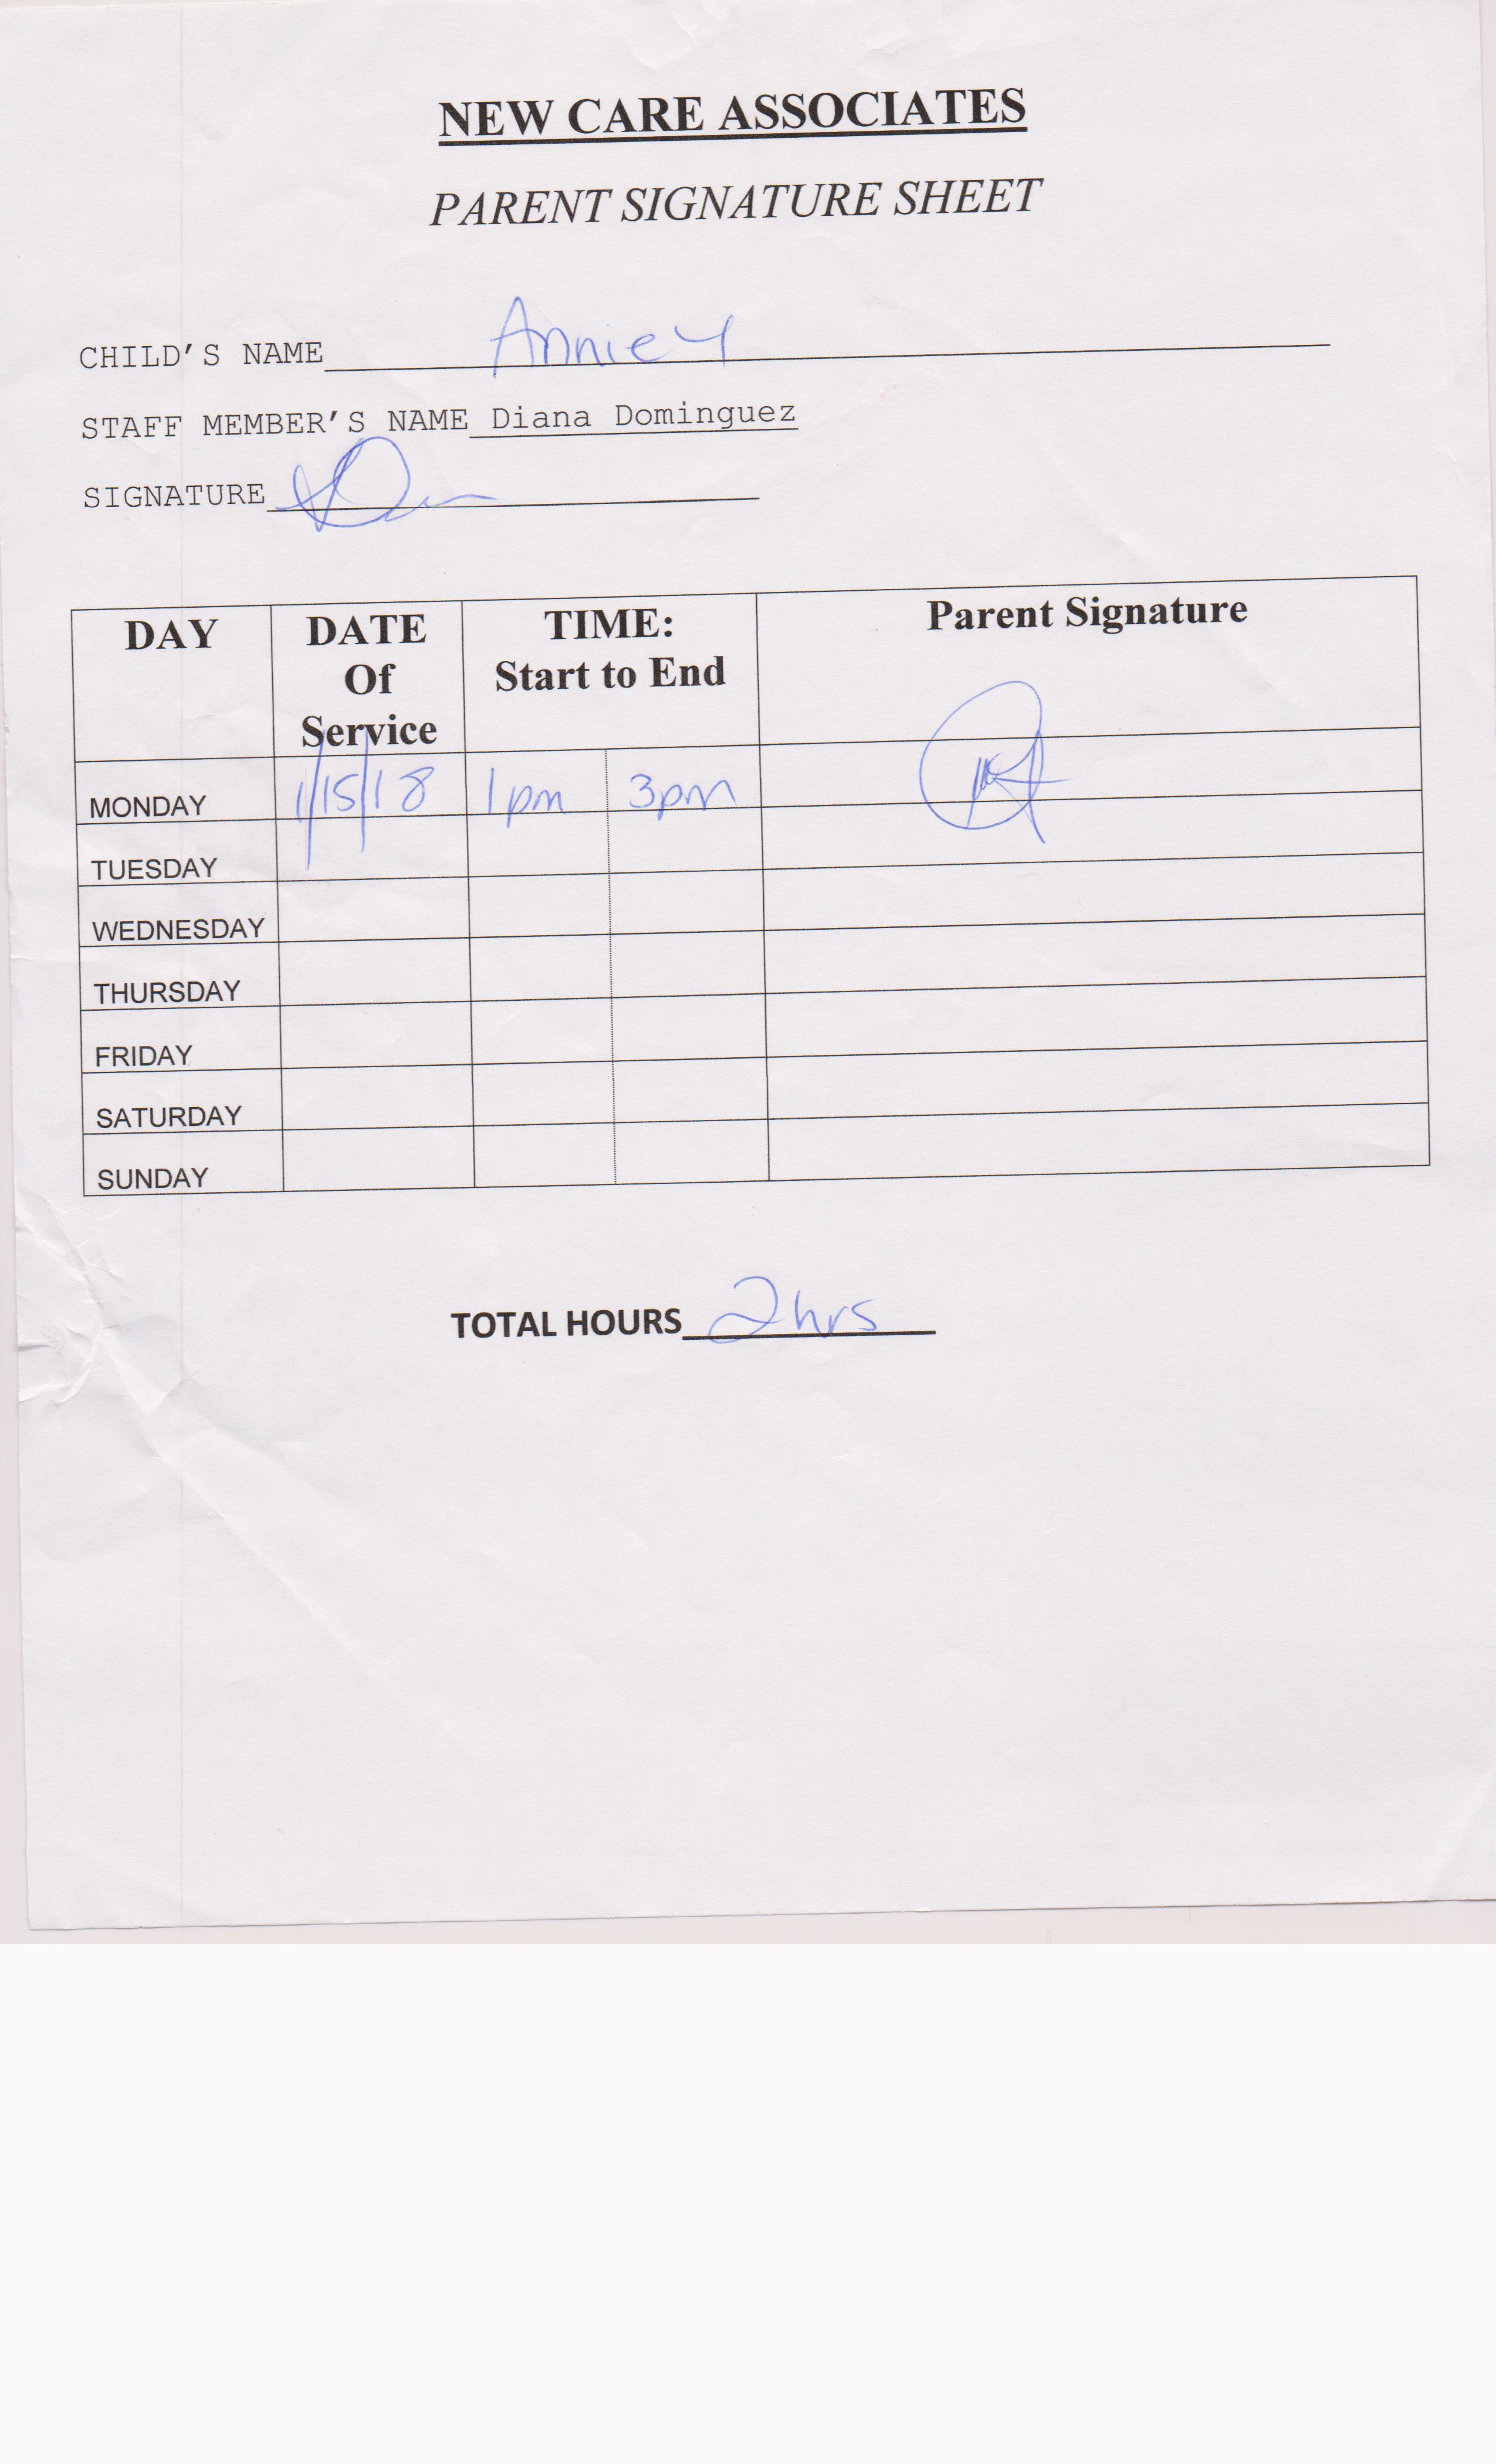 NEW CARE ASSOCIATES
PARENT SIGNATURE SHEET
CHILD'S NAME Annie Y
STAFF MEMBER'S NAME Diana Dominguez
SIGNATURE
DAY DATE Of Service TIME: Start to End Parent Signature
MONDAY 1/15/18 1pm 3pm
TUESDAY
WEDNESDAY
THURSDAY
FRIDAY
SATURDAY
SUNDAY
TOTAL HOURS 2hrs